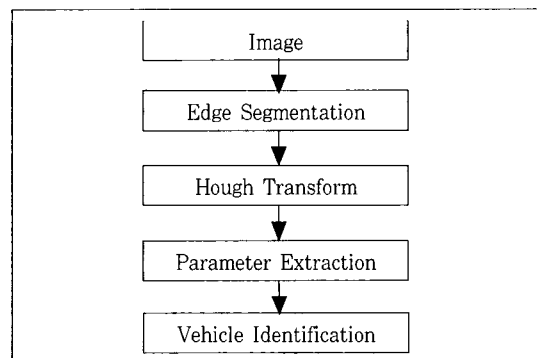 Image
Edge Segmentation
Hough Transform
Parameter Extraction
Vehicle Identification